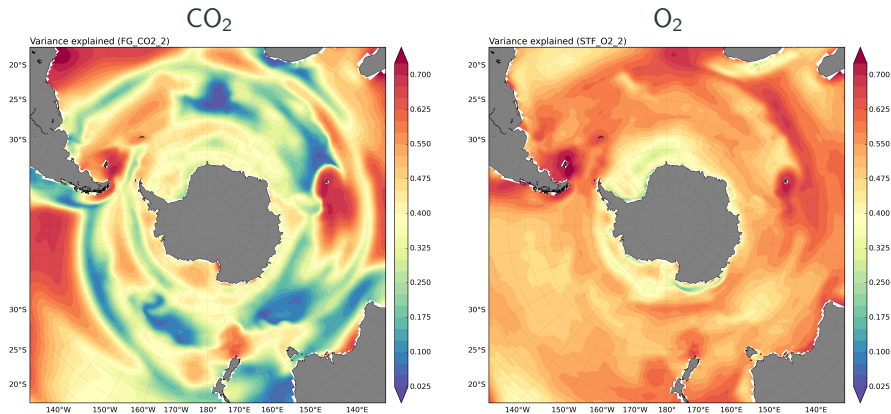 CO₂
O₂
Variance explained (FG_CO2_2)
Variance explained (STF_O2_2)
20°S
25°S
30°S
30°S
25°S
20°S
140°W
150°W
160°W
170°W
180°
170°E
160°E
150°E
140°E
0.700
0.625
0.550
0.475
0.400
0.325
0.250
0.175
0.100
0.025
20°S
25°S
30°S
30°S
25°S
20°S
140°W
150°W
160°W
170°W
180°
170°E
160°E
150°E
140°E
0.700
0.625
0.550
0.475
0.400
0.325
0.250
0.175
0.100
0.025